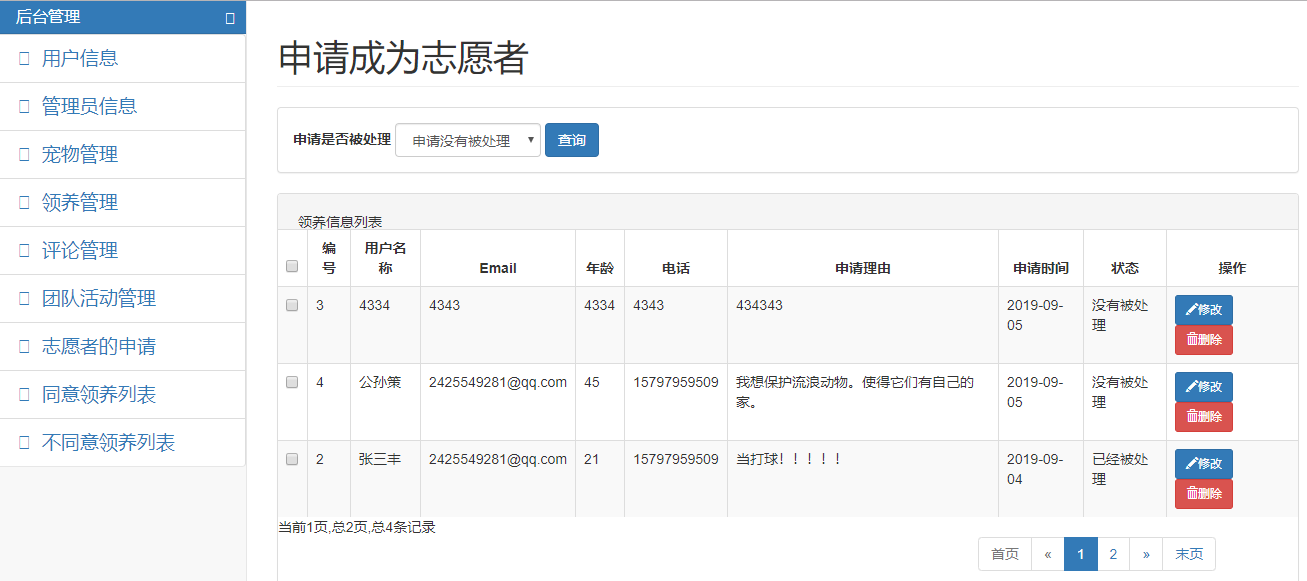 后台管理
用户信息
管理员信息
宠物管理
领养管理
评论管理
团队活动管理
志愿者的申请
同意领养列表
不同意领养列表
申请成为志愿者
申请是否被处理 申请没有被处理 查询
领养信息列表
编号 用户名称 Email 年龄 电话 申请理由 申请时间 状态 操作
3 4334 4343 4334 4343 434343 2019-09-05 没有被处理 修改 删除
4 公孙策 2425549281@qq.com 45 15797959509 我想保护流浪动物。使得它们有自己的家。 2019-09-05 没有被处理 修改 删除
2 张三丰 2425549281@qq.com 21 15797959509 当打球！！！！！ 2019-09-04 已经被处理 修改 删除
当前1页,总2页,总4条记录
首页 « 1 2 » 末页